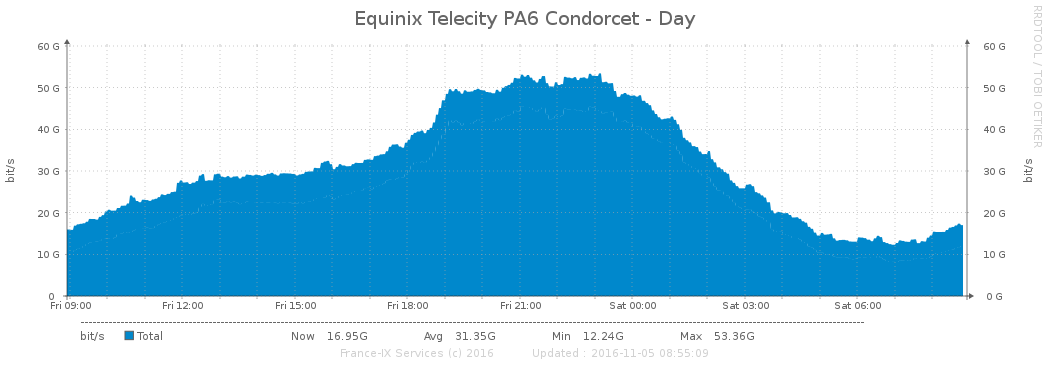 Equinix Telecity PA6 Condorcet - Day
RRDTOOL / TOBI OETIKER
60 G 60 G
50 G 50 G
40 G 40 G
30 G 30 G
20 G 20 G
10 G 10 G
0 0 G
bit/s bit/s
Fri 09:00 Fri 12:00 Fri 15:00 Fri 18:00 Fri 21:00 Sat 00:00 Sat 03:00 Sat 06:00
bit/s Total Now 16.95G Avg 31.35G Min 12.24G Max 53.36G
France-IX Services (c) 2016 Updated : 2016-11-05 08:55:09